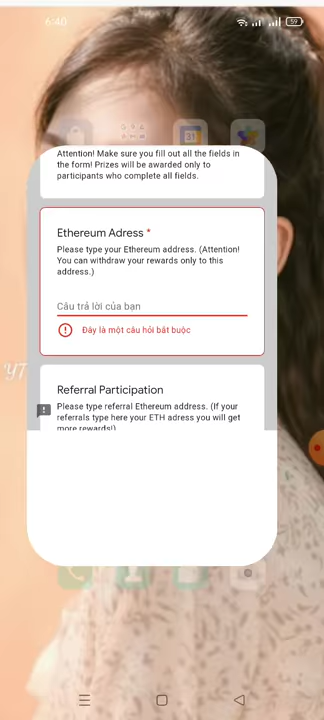 6:40
59
31
Attention! Make sure you fill out all the fields in
the form! Prizes will be awarded only to
participants who complete all fields.
Ethereum Adress *
Please type your Ethereum address. (Attention!
You can withdraw your rewards only to this
address.)
Câu trả lời của bạn
Đây là một câu hỏi bắt buộc
Referral Participation
Please type referral Ethereum address. (If your
referrals type here your ETH adress you will get
more rewards!)